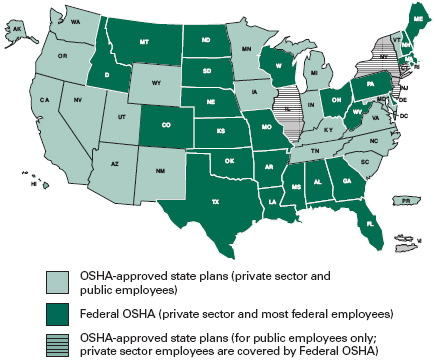 AK
WA
MT
ND
MN
VT
ME
OR
ID
SD
W
MI
NY
NH
MA
CT
RI
WY
IA
PA
NJ
CA
NV
UT
NE
IL
IN
OH
MD
DE
CO
KS
MO
WV
VA
DC
KY
AZ
NM
OK
AR
TN
NC
SC
HI
TX
LA
MS
AL
GA
FL
PR
VI
OSHA-approved state plans (private sector and
public employees)
Federal OSHA (private sector and most federal employees)
OSHA-approved state plans (for public employees only;
private sector employees are covered by Federal OSHA)